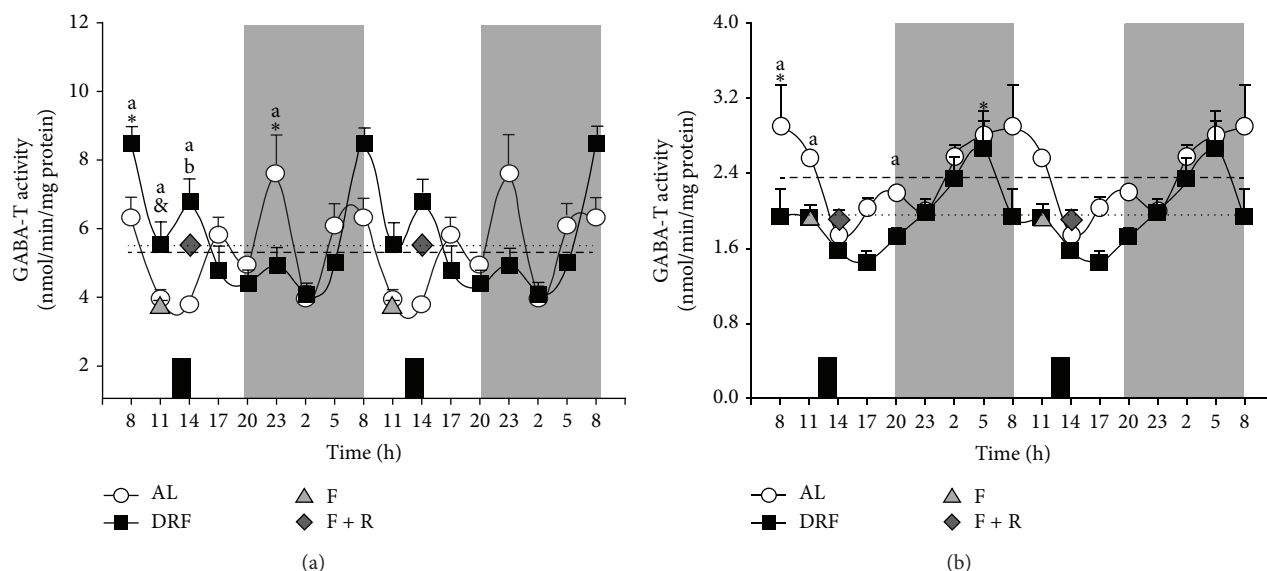 12
10
8
6
4
2
GABA-T activity
(nmol/min/mg protein)
a
*
a
&
a
b
a
*
8 11 14 17 20 23 2 5 8 11 14 17 20 23 2 5 8
Time (h)
AL
F
DRF
F + R
(a)
4.0
3.2
2.4
1.6
0.8
0.0
GABA-T activity
(nmol/min/mg protein)
a
*
a
a
*
8 11 14 17 20 23 2 5 8 11 14 17 20 23 2 5 8
Time (h)
AL
F
DRF
F + R
(b)